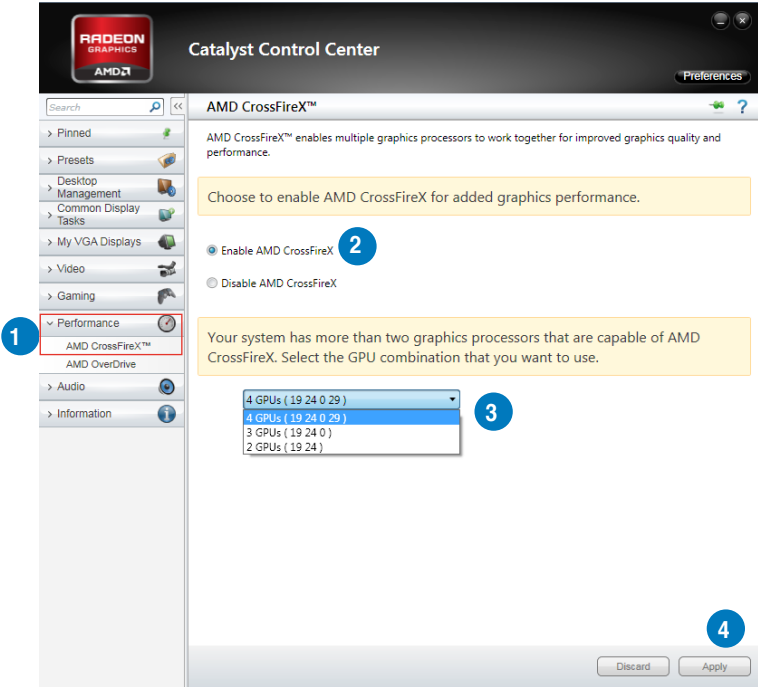 RADEON
GRAPHICS
AMD
Catalyst Control Center
Preferences
Search
<<
AMD CrossFireX™
?
> Pinned
> Presets
> Desktop
Management
> Common Display
Tasks
> My VGA Displays
> Video
> Gaming
1
Performance
AMD CrossFireX™
AMD OverDrive
> Audio
> Information
AMD CrossFireX™ enables multiple graphics processors to work together for improved graphics quality and
performance.
Choose to enable AMD CrossFireX for added graphics performance.
Enable AMD CrossFireX
2
Disable AMD CrossFireX
Your system has more than two graphics processors that are capable of AMD
CrossFireX. Select the GPU combination that you want to use.
4 GPUs ( 19 24 0 29 )
3
4 GPUs ( 19 24 0 29 )
3 GPUs ( 19 24 0 )
2 GPUs ( 19 24 )
4
Discard
Apply